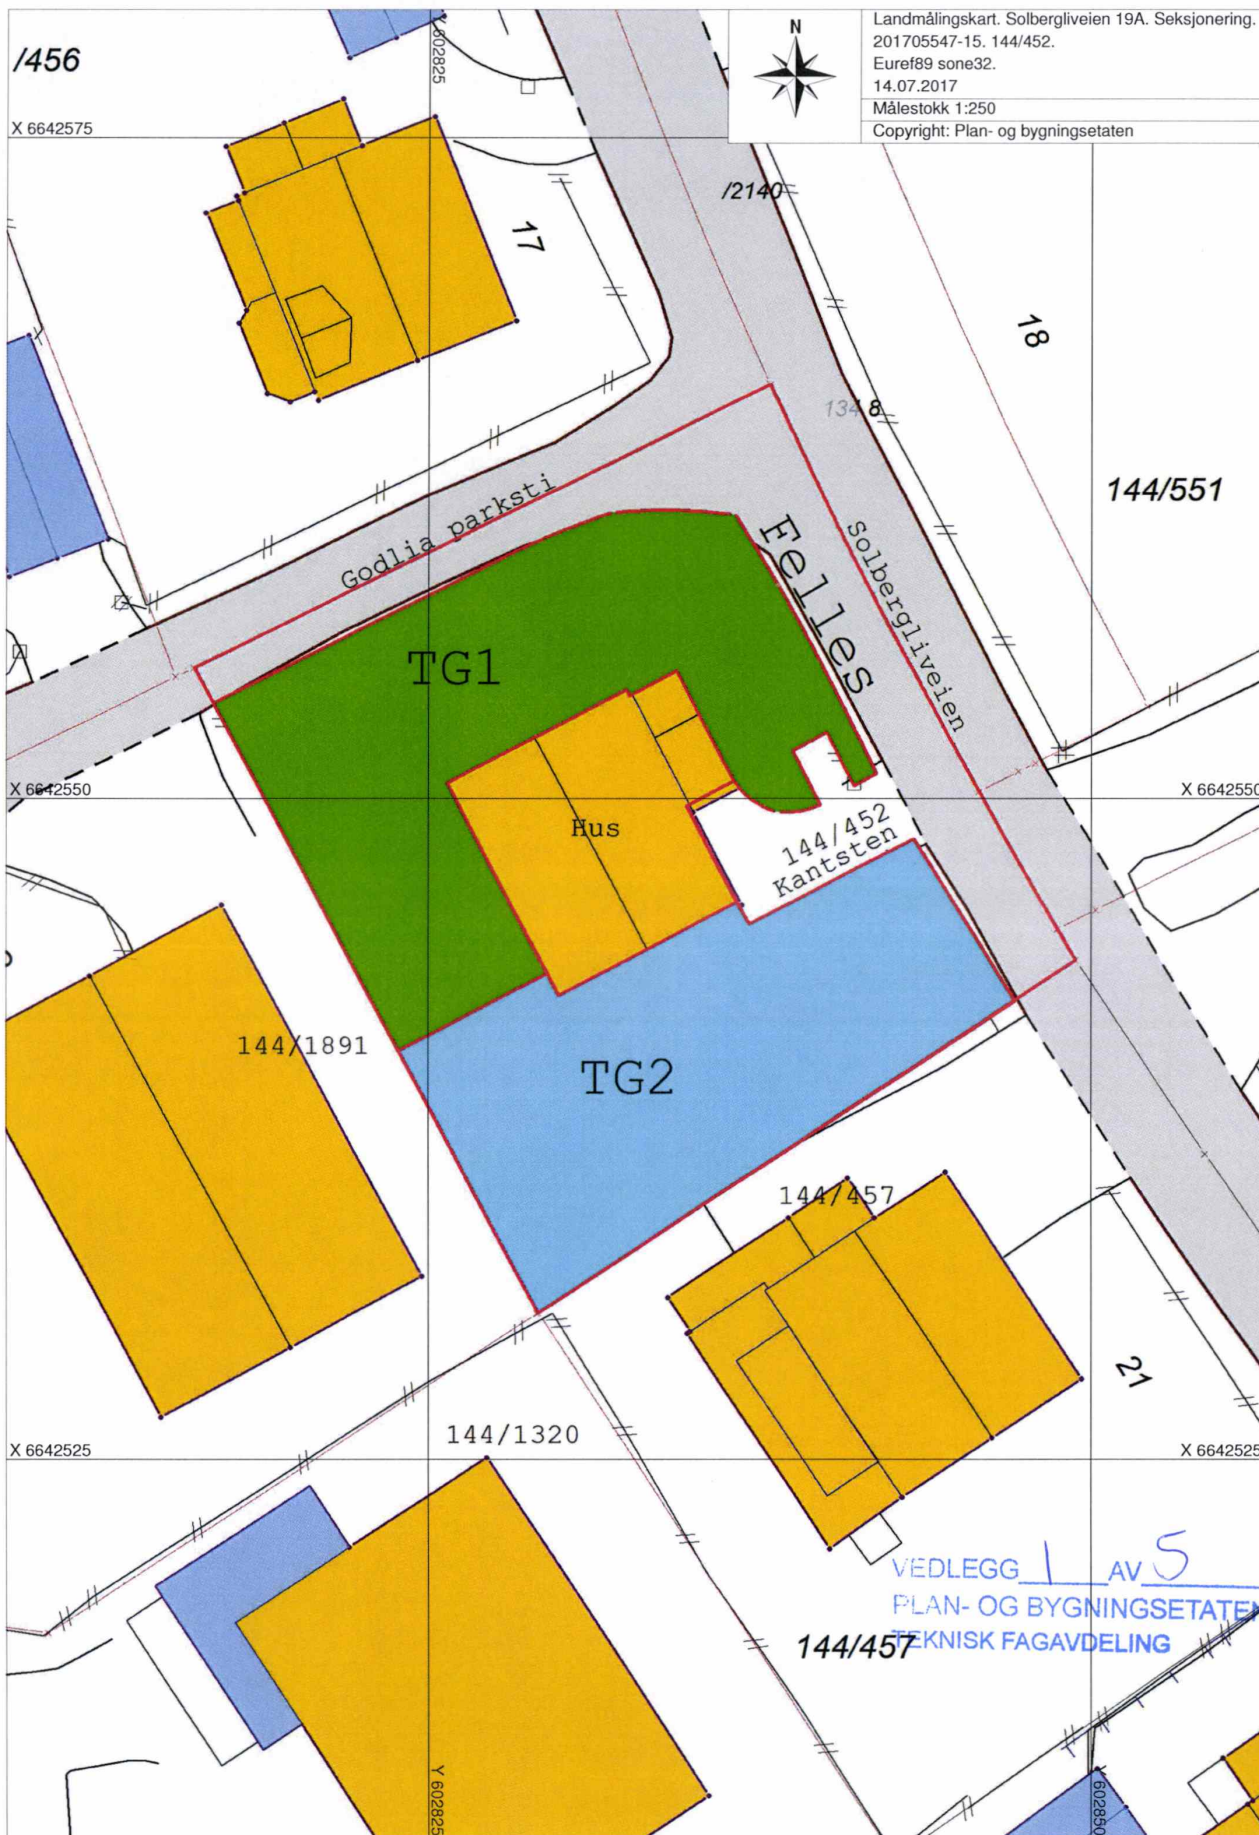 N
Landmålingskart. Solbergliveien 19A. Seksjonering.
201705547-15. 144/452.
Euref89 sone32.
14.07.2017
Målestokk 1:250
Copyright: Plan- og bygningsetaten
/456
Y 602825
X 6642575
/2140
17
18
134.8
144/551
Godlia parksti
Felles
Solbergliveien
TG1
X 6642550
X 6642550
Hus
144/452
Kantsten
144/1891
TG2
144/457
21
144/1320
X 6642525
X 6642525
VEDLEGG 1 AV 5
PLAN- OG BYGNINGSETATEN
TEKNISK FAGAVDELING
144/457
Y 602825
602850